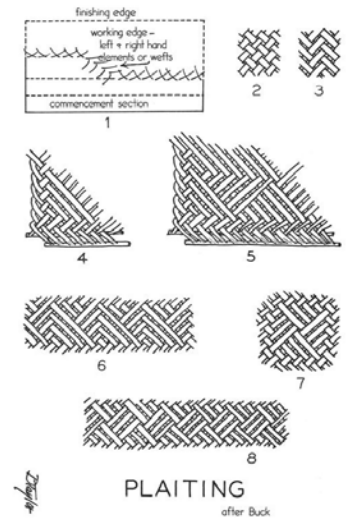 finishing edge
working edge–
left + right hand
elements or wefts
commencement section
1
2
3
4
5
6
7
8
PLAITING
after Buck